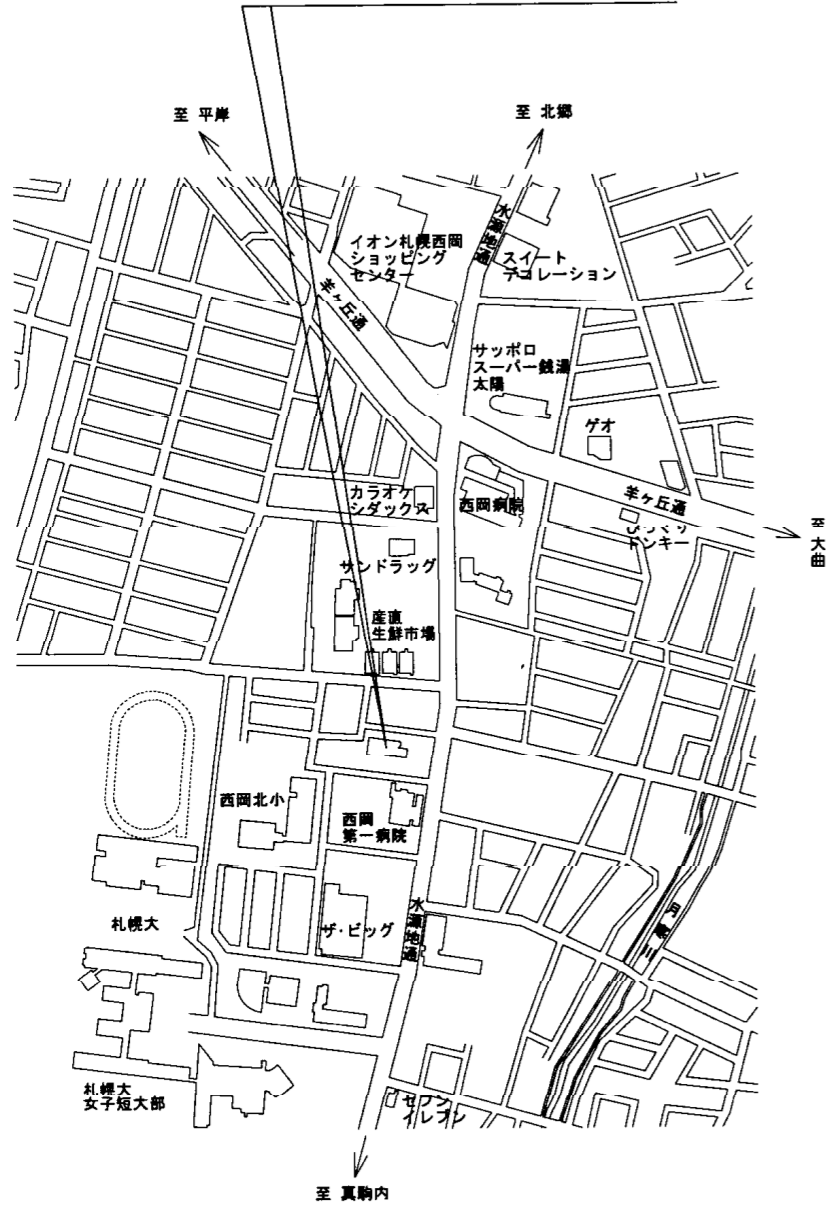 至 平岸
至 北郷
水源地通
イオン札幌西岡
ショッピング
センター
スイート
デコレーション
羊ヶ丘通
サッポロ
スーパー銭湯
太陽
ゲオ
カラオケ
シダックス
西岡病院
羊ヶ丘通
びっくり
ドンキー
至 大曲
サンドラッグ
産直
生鮮市場
西岡北小
西岡
第一病院
札幌大
ザ・ビッグ
水源地通
月寒川
札幌大
女子短大部
セブン
イレブン
至 真駒内